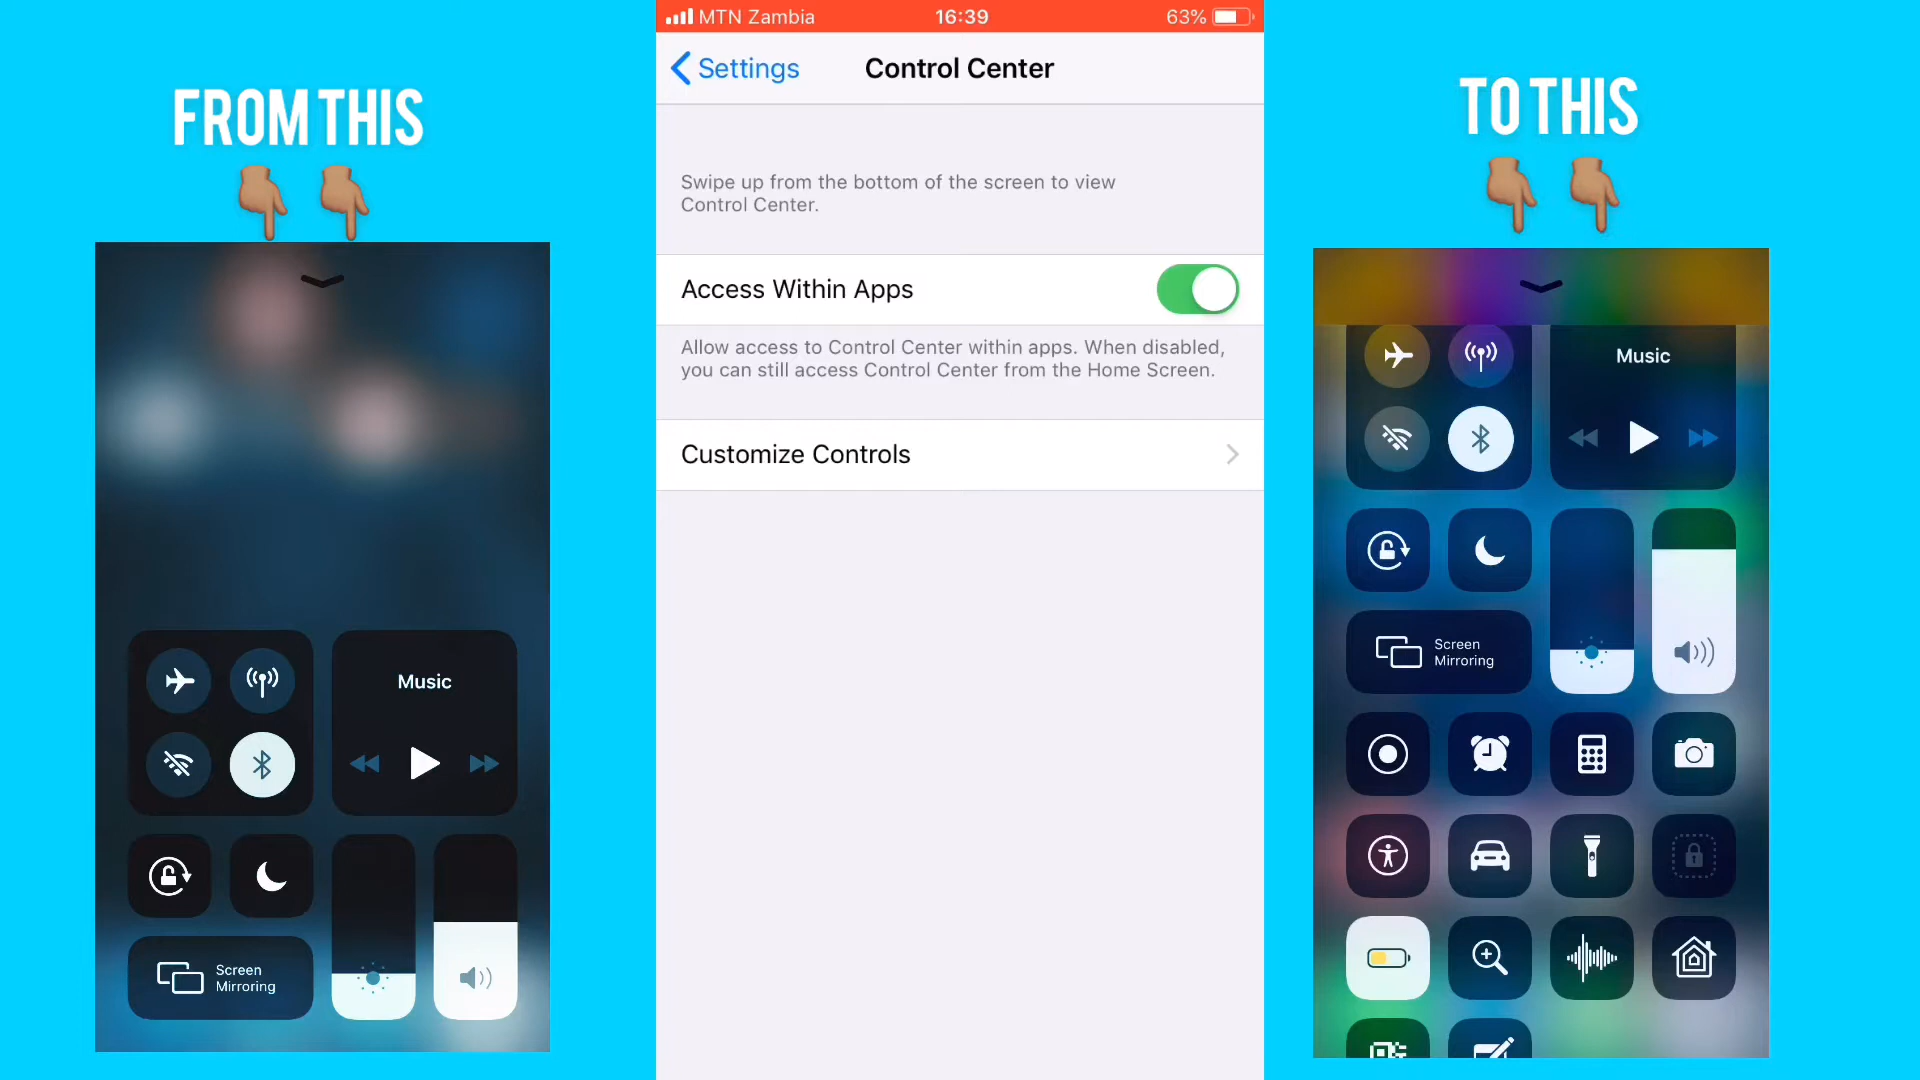 FROM THIS
Music
Screen
Mirroring
MTN Zambia 16:39 63%
Settings Control Center
Swipe up from the bottom of the screen to view
Control Center.
Access Within Apps
Allow access to Control Center within apps. When disabled,
you can still access Control Center from the Home Screen.
Customize Controls
TO THIS
Music
Screen
Mirroring